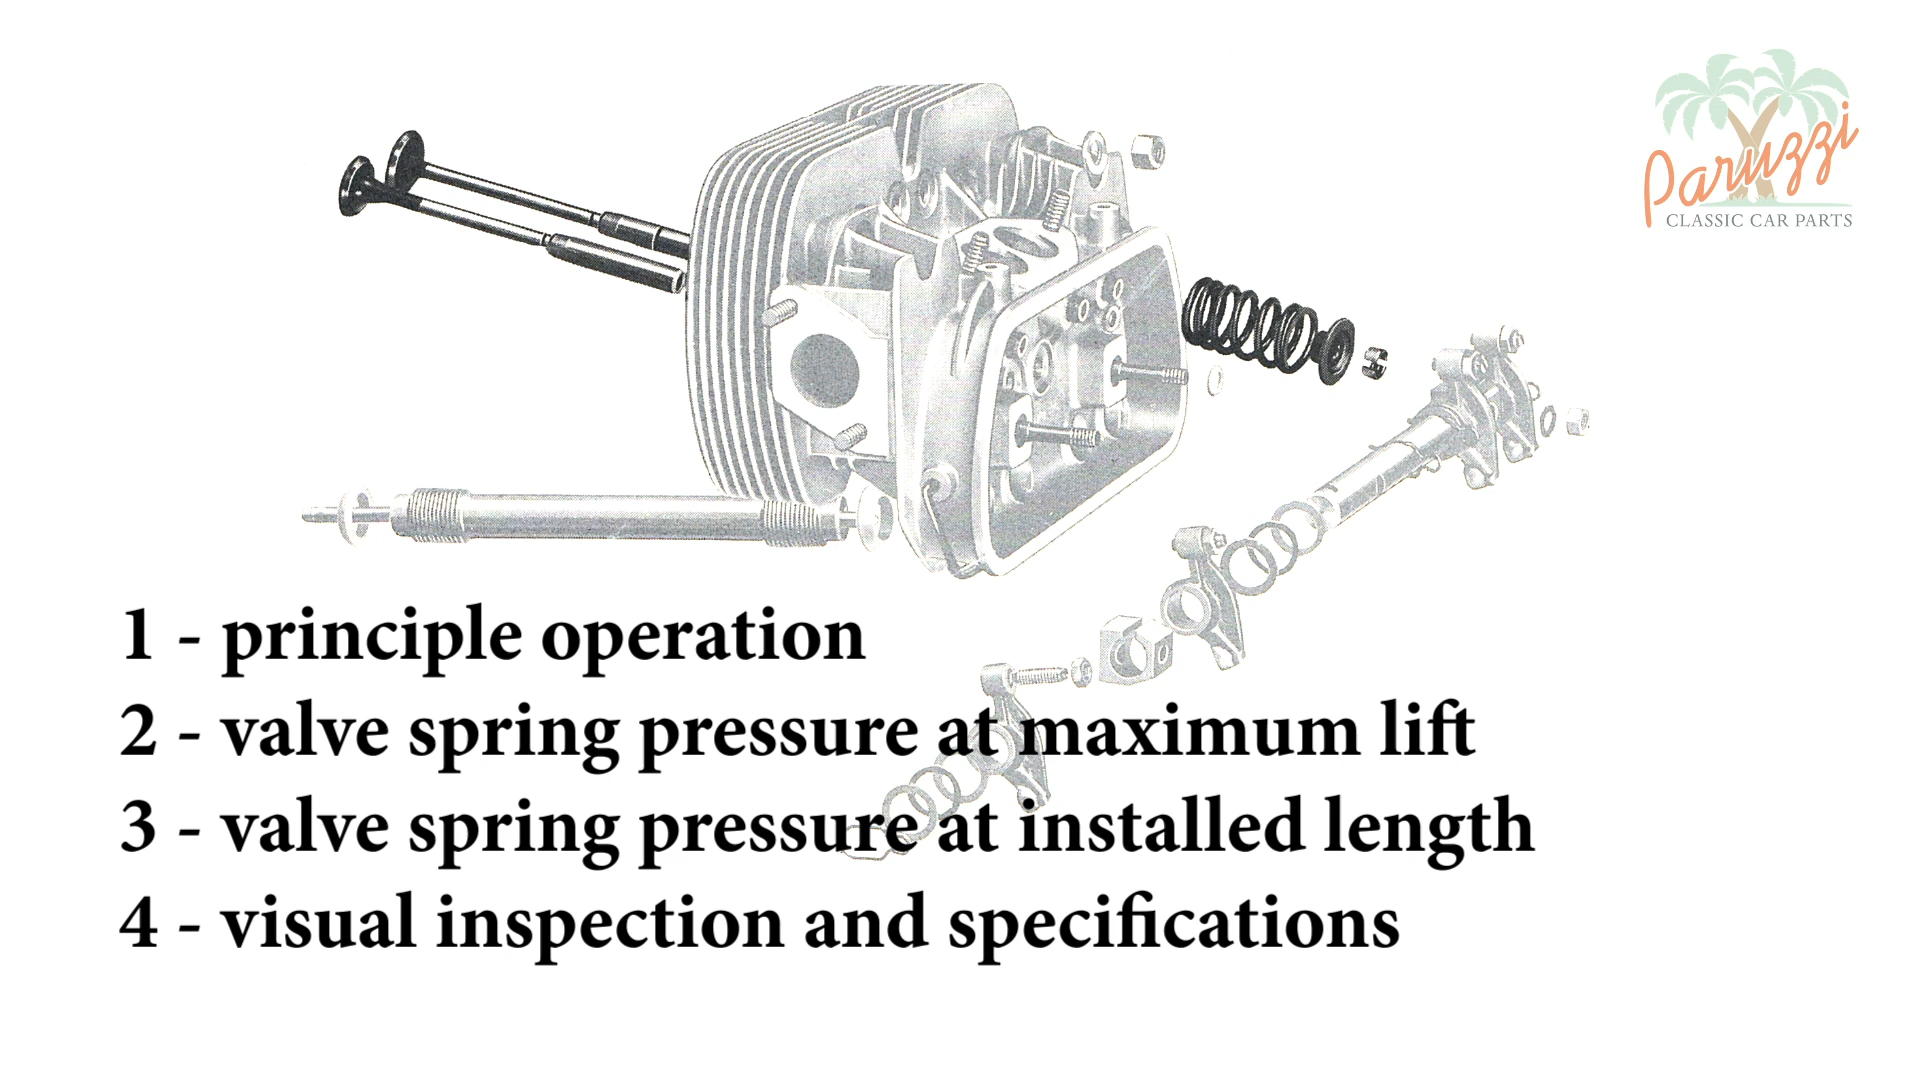 Paruzzi
CLASSIC CAR PARTS
1 - principle operation
2 - valve spring pressure at maximum lift
3 - valve spring pressure at installed length
4 - visual inspection and specifications